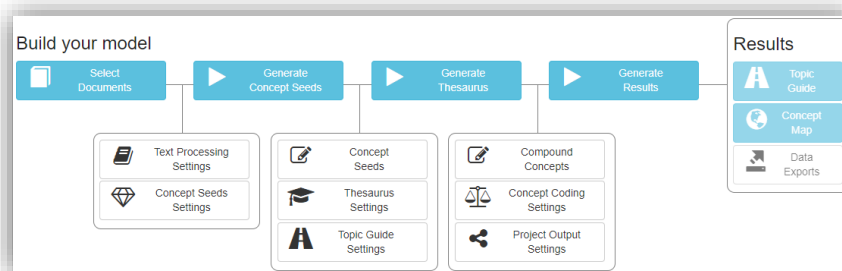 Build your model
Select
Documents
Generate
Concept Seeds
Generate
Thesaurus
Generate
Results
Text Processing
Settings
Concept Seeds
Settings
Concept
Seeds
Thesaurus
Settings
Topic Guide
Settings
Compound
Concepts
Concept Coding
Settings
Project Output
Settings
Results
Topic
Guide
Concept
Map
Data
Exports